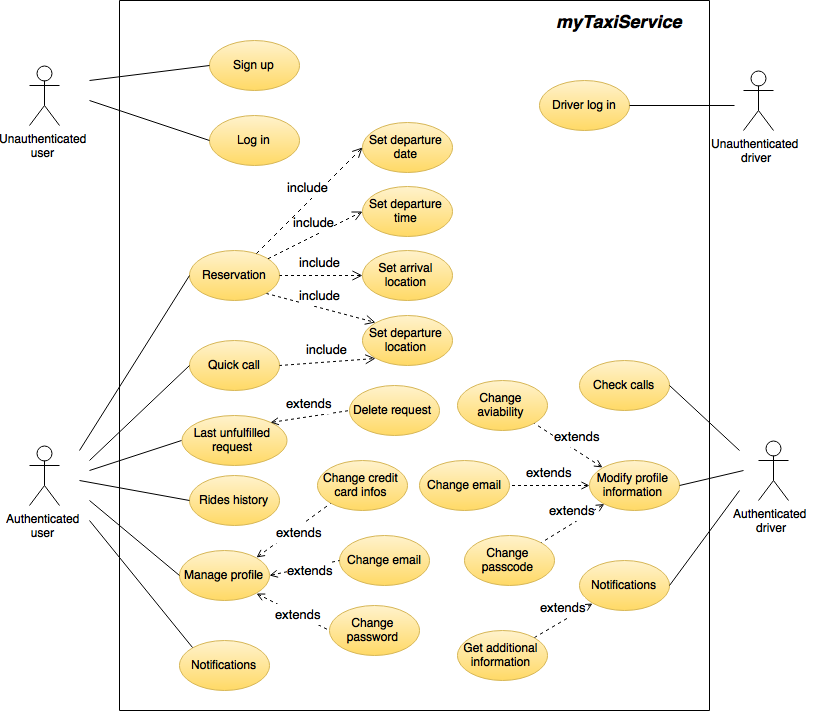 myTaxiService
Sign up
Unauthenticated
user
Log in
Driver log in
Unauthenticated
driver
Set departure
date
include
Set departure
time
include
Reservation
include
Set arrival
location
include
Set departure
location
Quick call
include
Check calls
extends
Delete request
Change
aviability
Last unfulfilled
request
extends
Authenticated
user
Rides history
Change credit
card infos
Change email
extends
Modify profile
information
Authenticated
driver
extends
extends
Change
passcode
Manage profile
extends
Change email
Notifications
extends
Change
password
extends
Get additional
information
Notifications